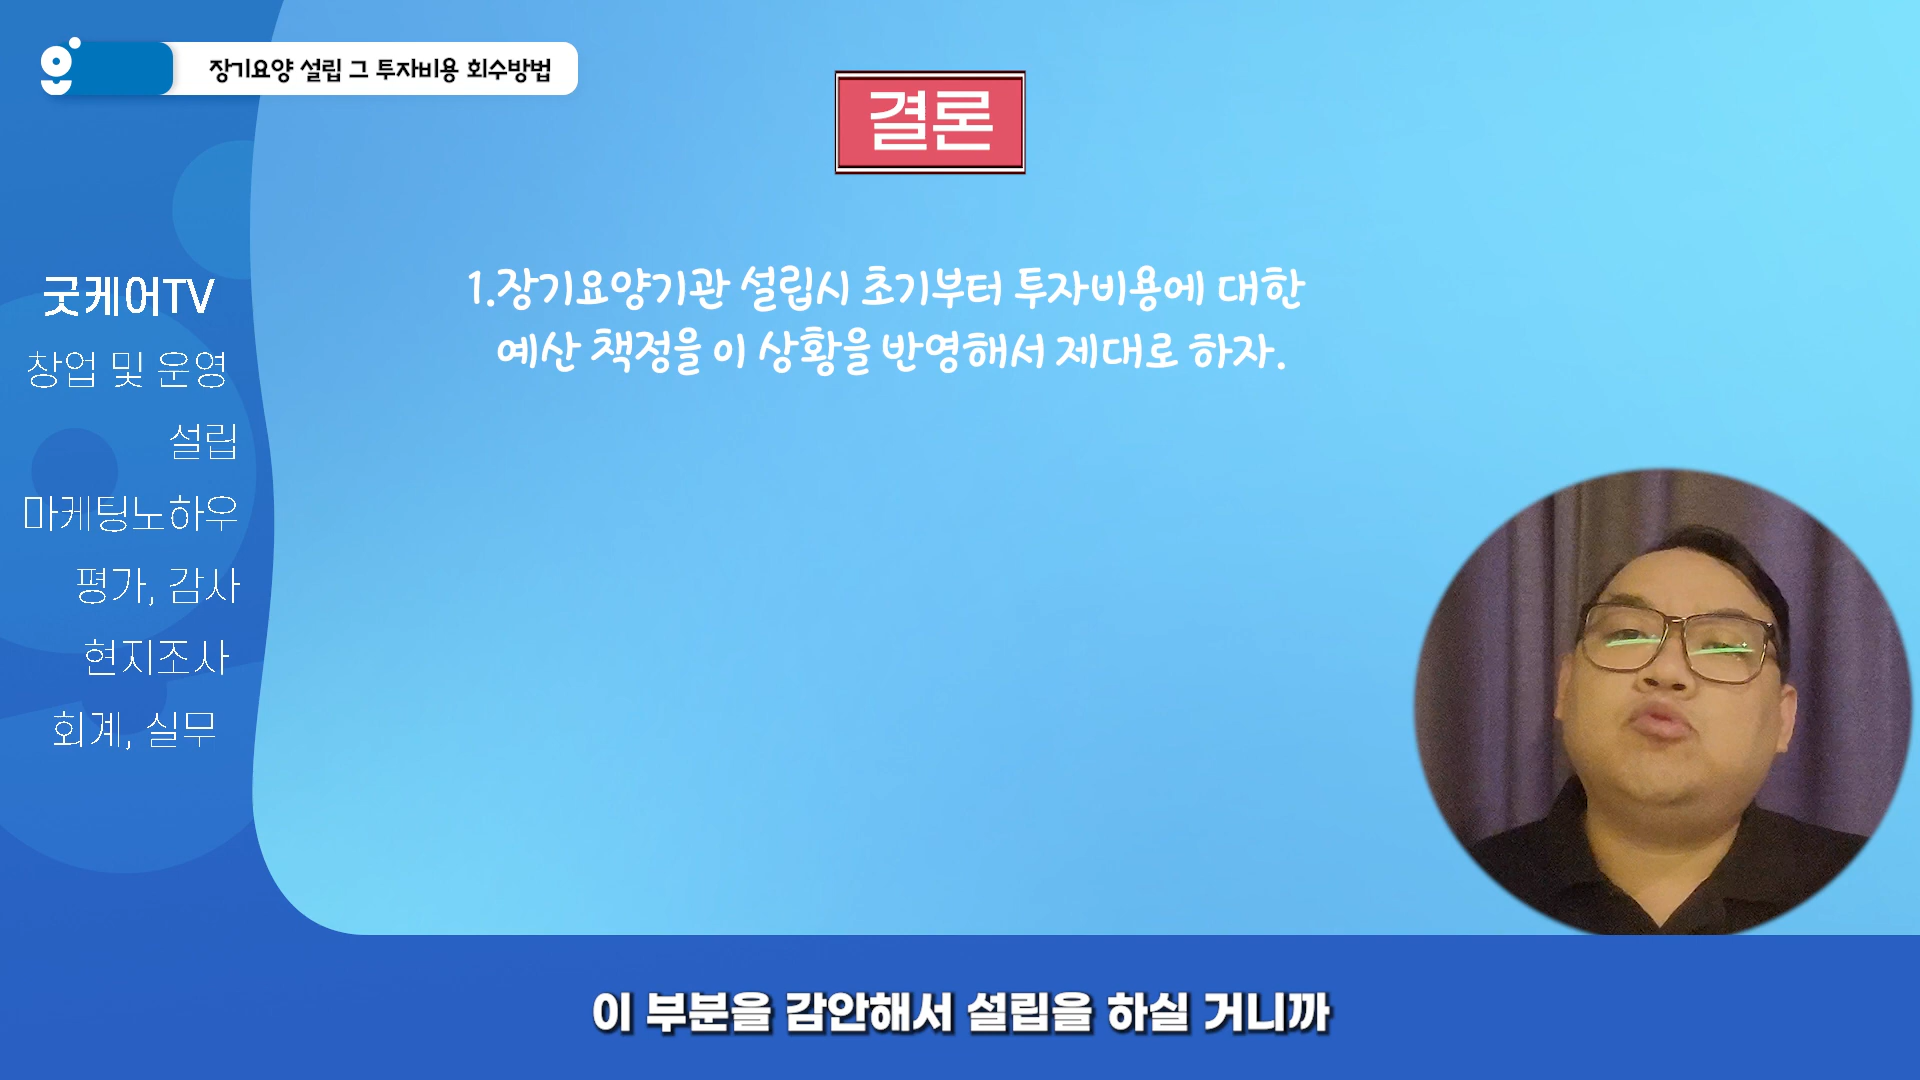 장기요양 설립 그 투자비용 회수방법
결론
1.장기요양기관 설립시 초기부터 투자비용에 대한
예산 책정을 이 상황을 반영해서 제대로 하자.
굿케어TV
창업 및 운영
설립
마케팅노하우
평가, 감사
현지조사
회계, 실무
이 부분을 감안해서 설립을 하실 거니까